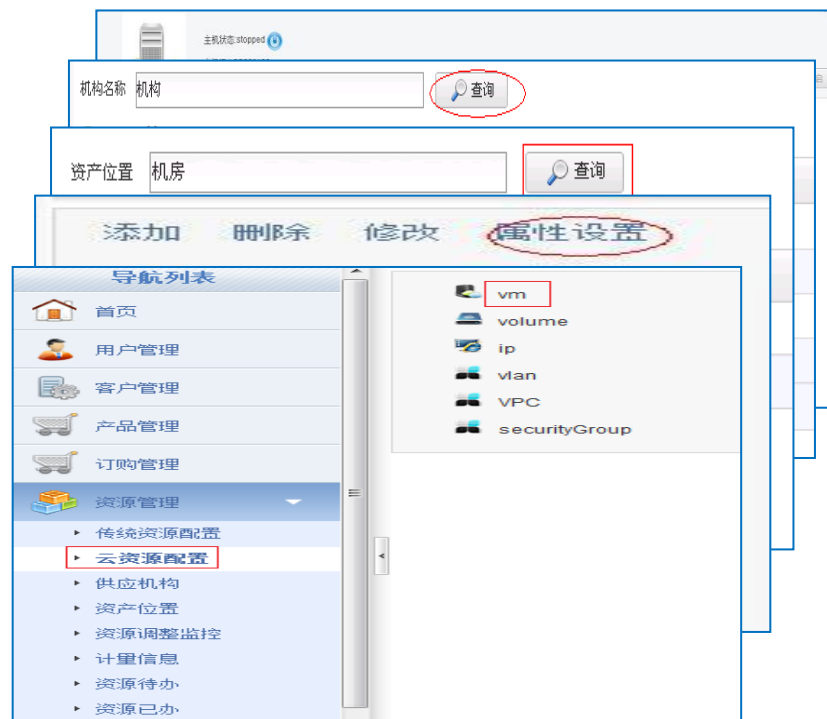 主机状态:stopped
机构名称 机构 查询
资产位置 机房 查询
添加 删除 修改 属性设置
导航列表
首页
用户管理
客户管理
产品管理
订购管理
资源管理
传统资源配置
云资源配置
供应机构
资产位置
资源调整监控
计量信息
资源待办
资源已办
vm
volume
ip
vlan
VPC
securityGroup